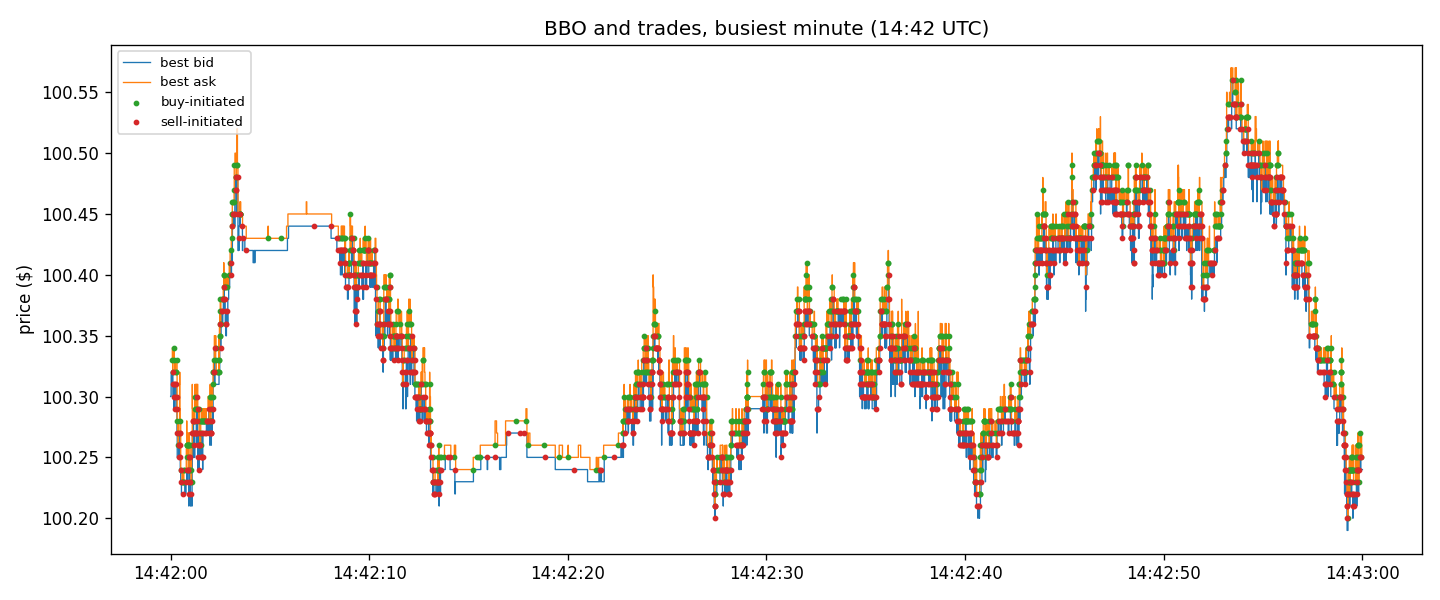 BBO and trades, busiest minute (14:42 UTC)
best bid
best ask
buy-initiated
sell-initiated
price ($)
100.55
100.50
100.45
100.40
100.35
100.30
100.25
100.20
14:42:00
14:42:10
14:42:20
14:42:30
14:42:40
14:42:50
14:43:00